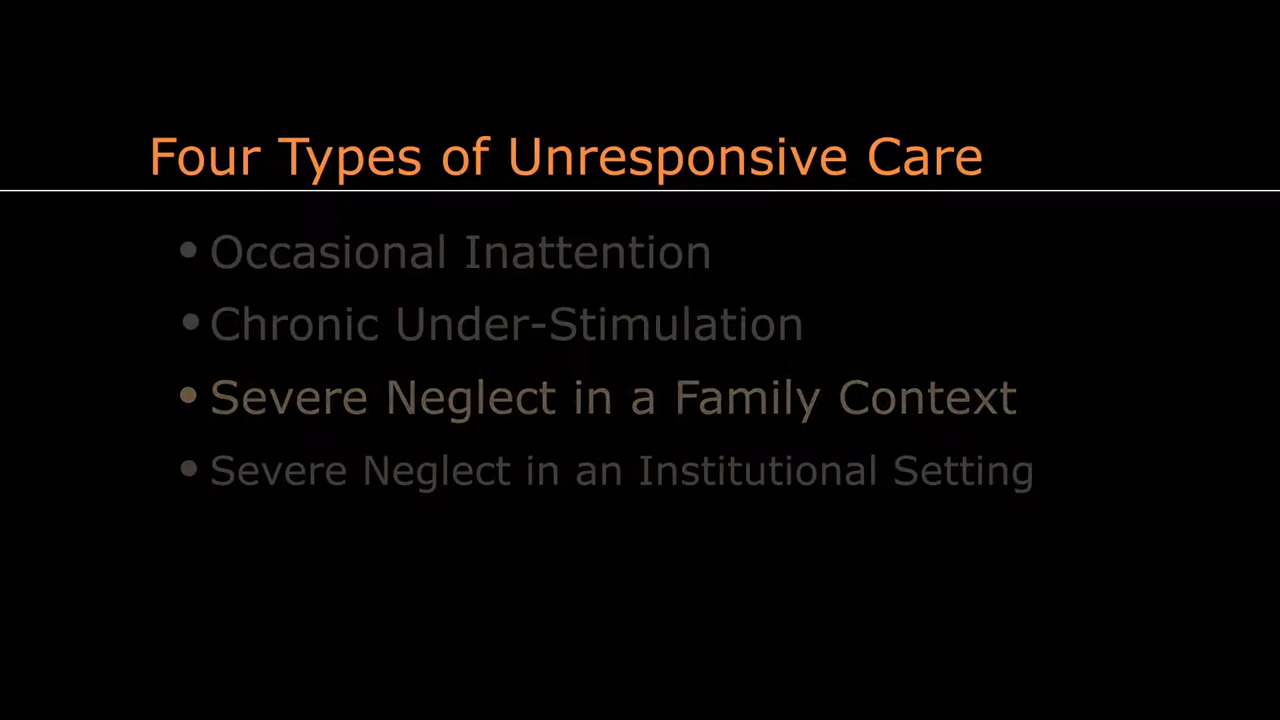 Four Types of Unresponsive Care
• Occasional Inattention
• Chronic Under-Stimulation
• Severe Neglect in a Family Context
• Severe Neglect in an Institutional Setting